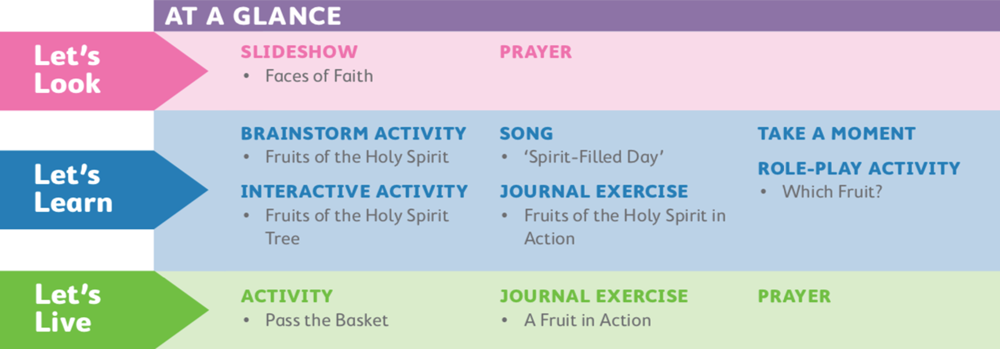 AT A GLANCE
Let's
Look
SLIDESHOW
• Faces of Faith
PRAYER
Let's
Learn
BRAINSTORM ACTIVITY
• Fruits of the Holy Spirit
INTERACTIVE ACTIVITY
• Fruits of the Holy Spirit
Tree
SONG
• ‘Spirit-Filled Day’
JOURNAL EXERCISE
• Fruits of the Holy Spirit in
Action
TAKE A MOMENT
ROLE-PLAY ACTIVITY
• Which Fruit?
Let's
Live
ACTIVITY
• Pass the Basket
JOURNAL EXERCISE
• A Fruit in Action
PRAYER